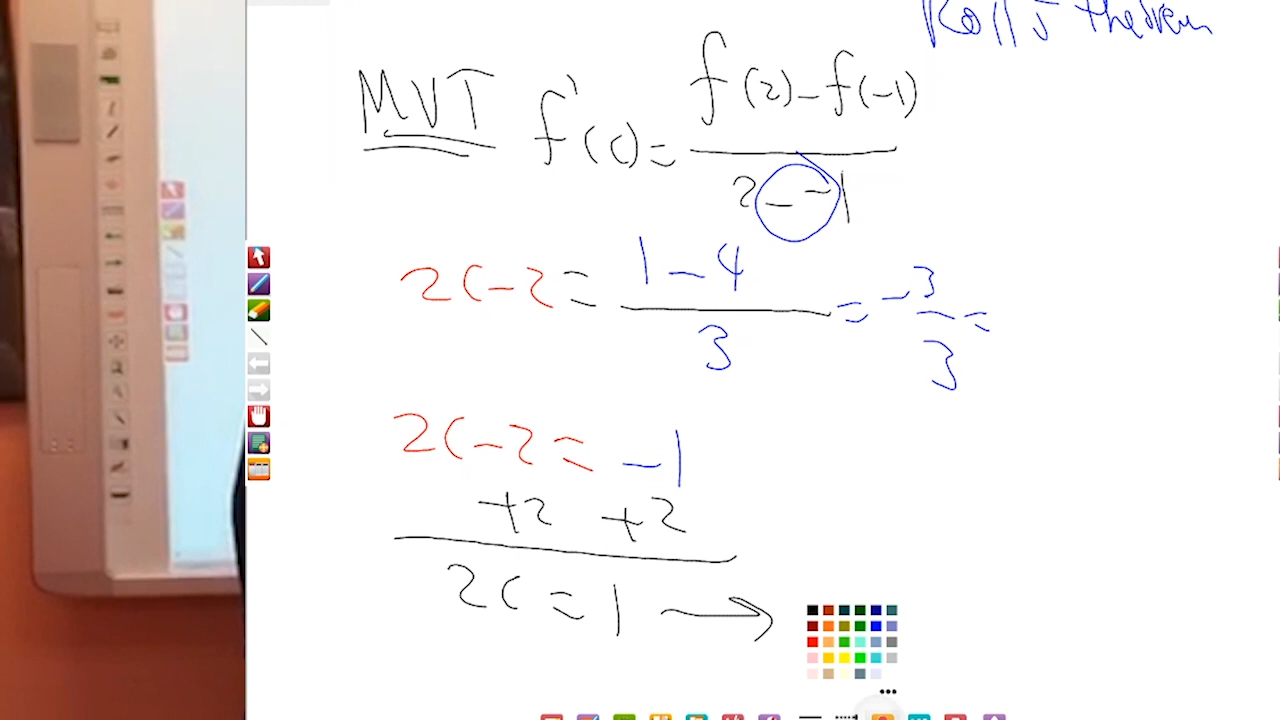 Roll's theorem
MVT f'(c) = f(2) - f(-1) / 2 - -1
2c-2 = 1-4 / 3 = -3 / 3 =
2c-2 = -1
+2 +2
2c = 1 →